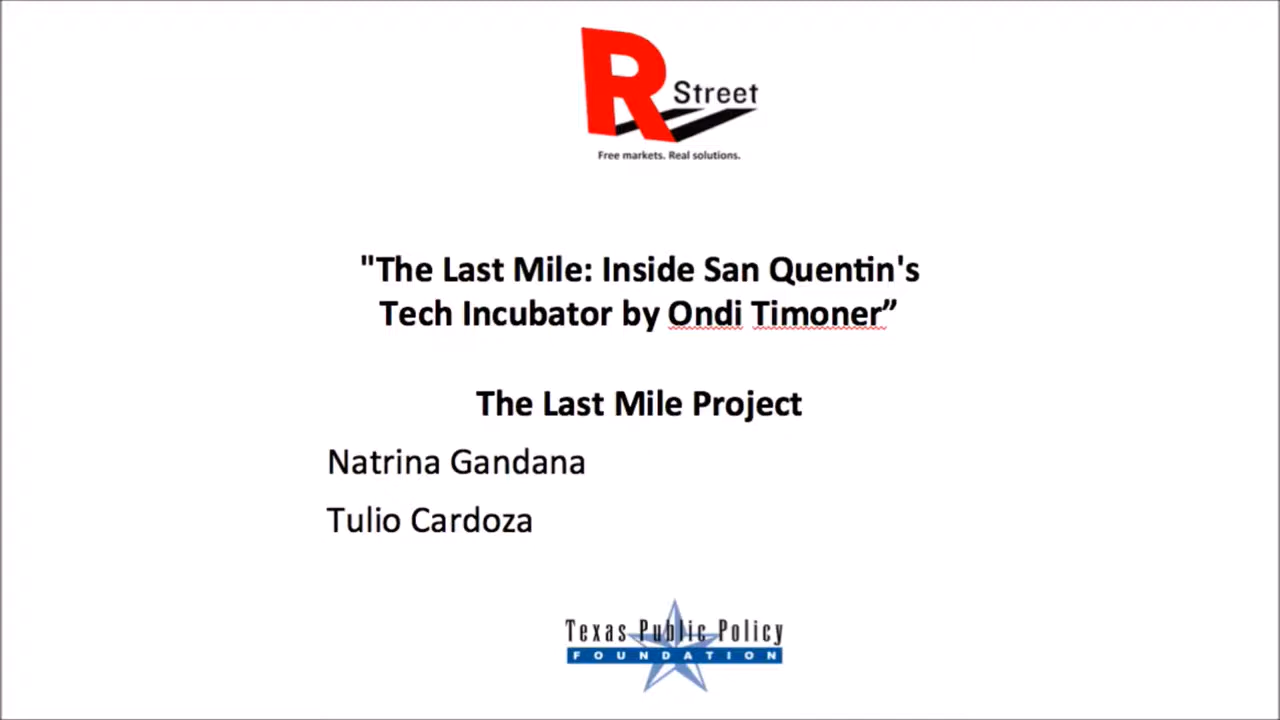 R Street
Free markets. Real solutions.
"The Last Mile: Inside San Quentin's
Tech Incubator by Ondi Timoner”
The Last Mile Project
Natrina Gandana
Tulio Cardoza
Texas Public Policy
FOUNDATION